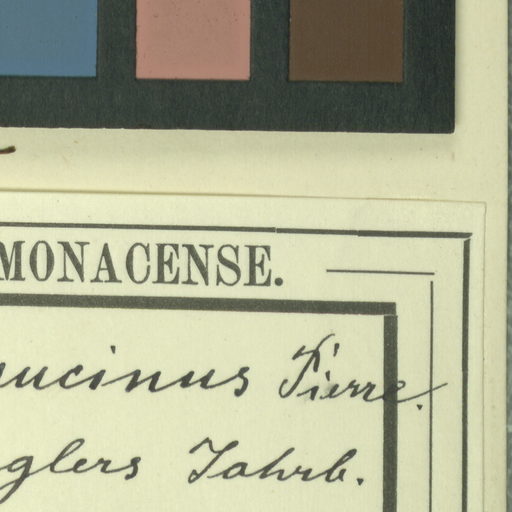 MONACENSE.
ucinus Pierre.
glers Jahrb.